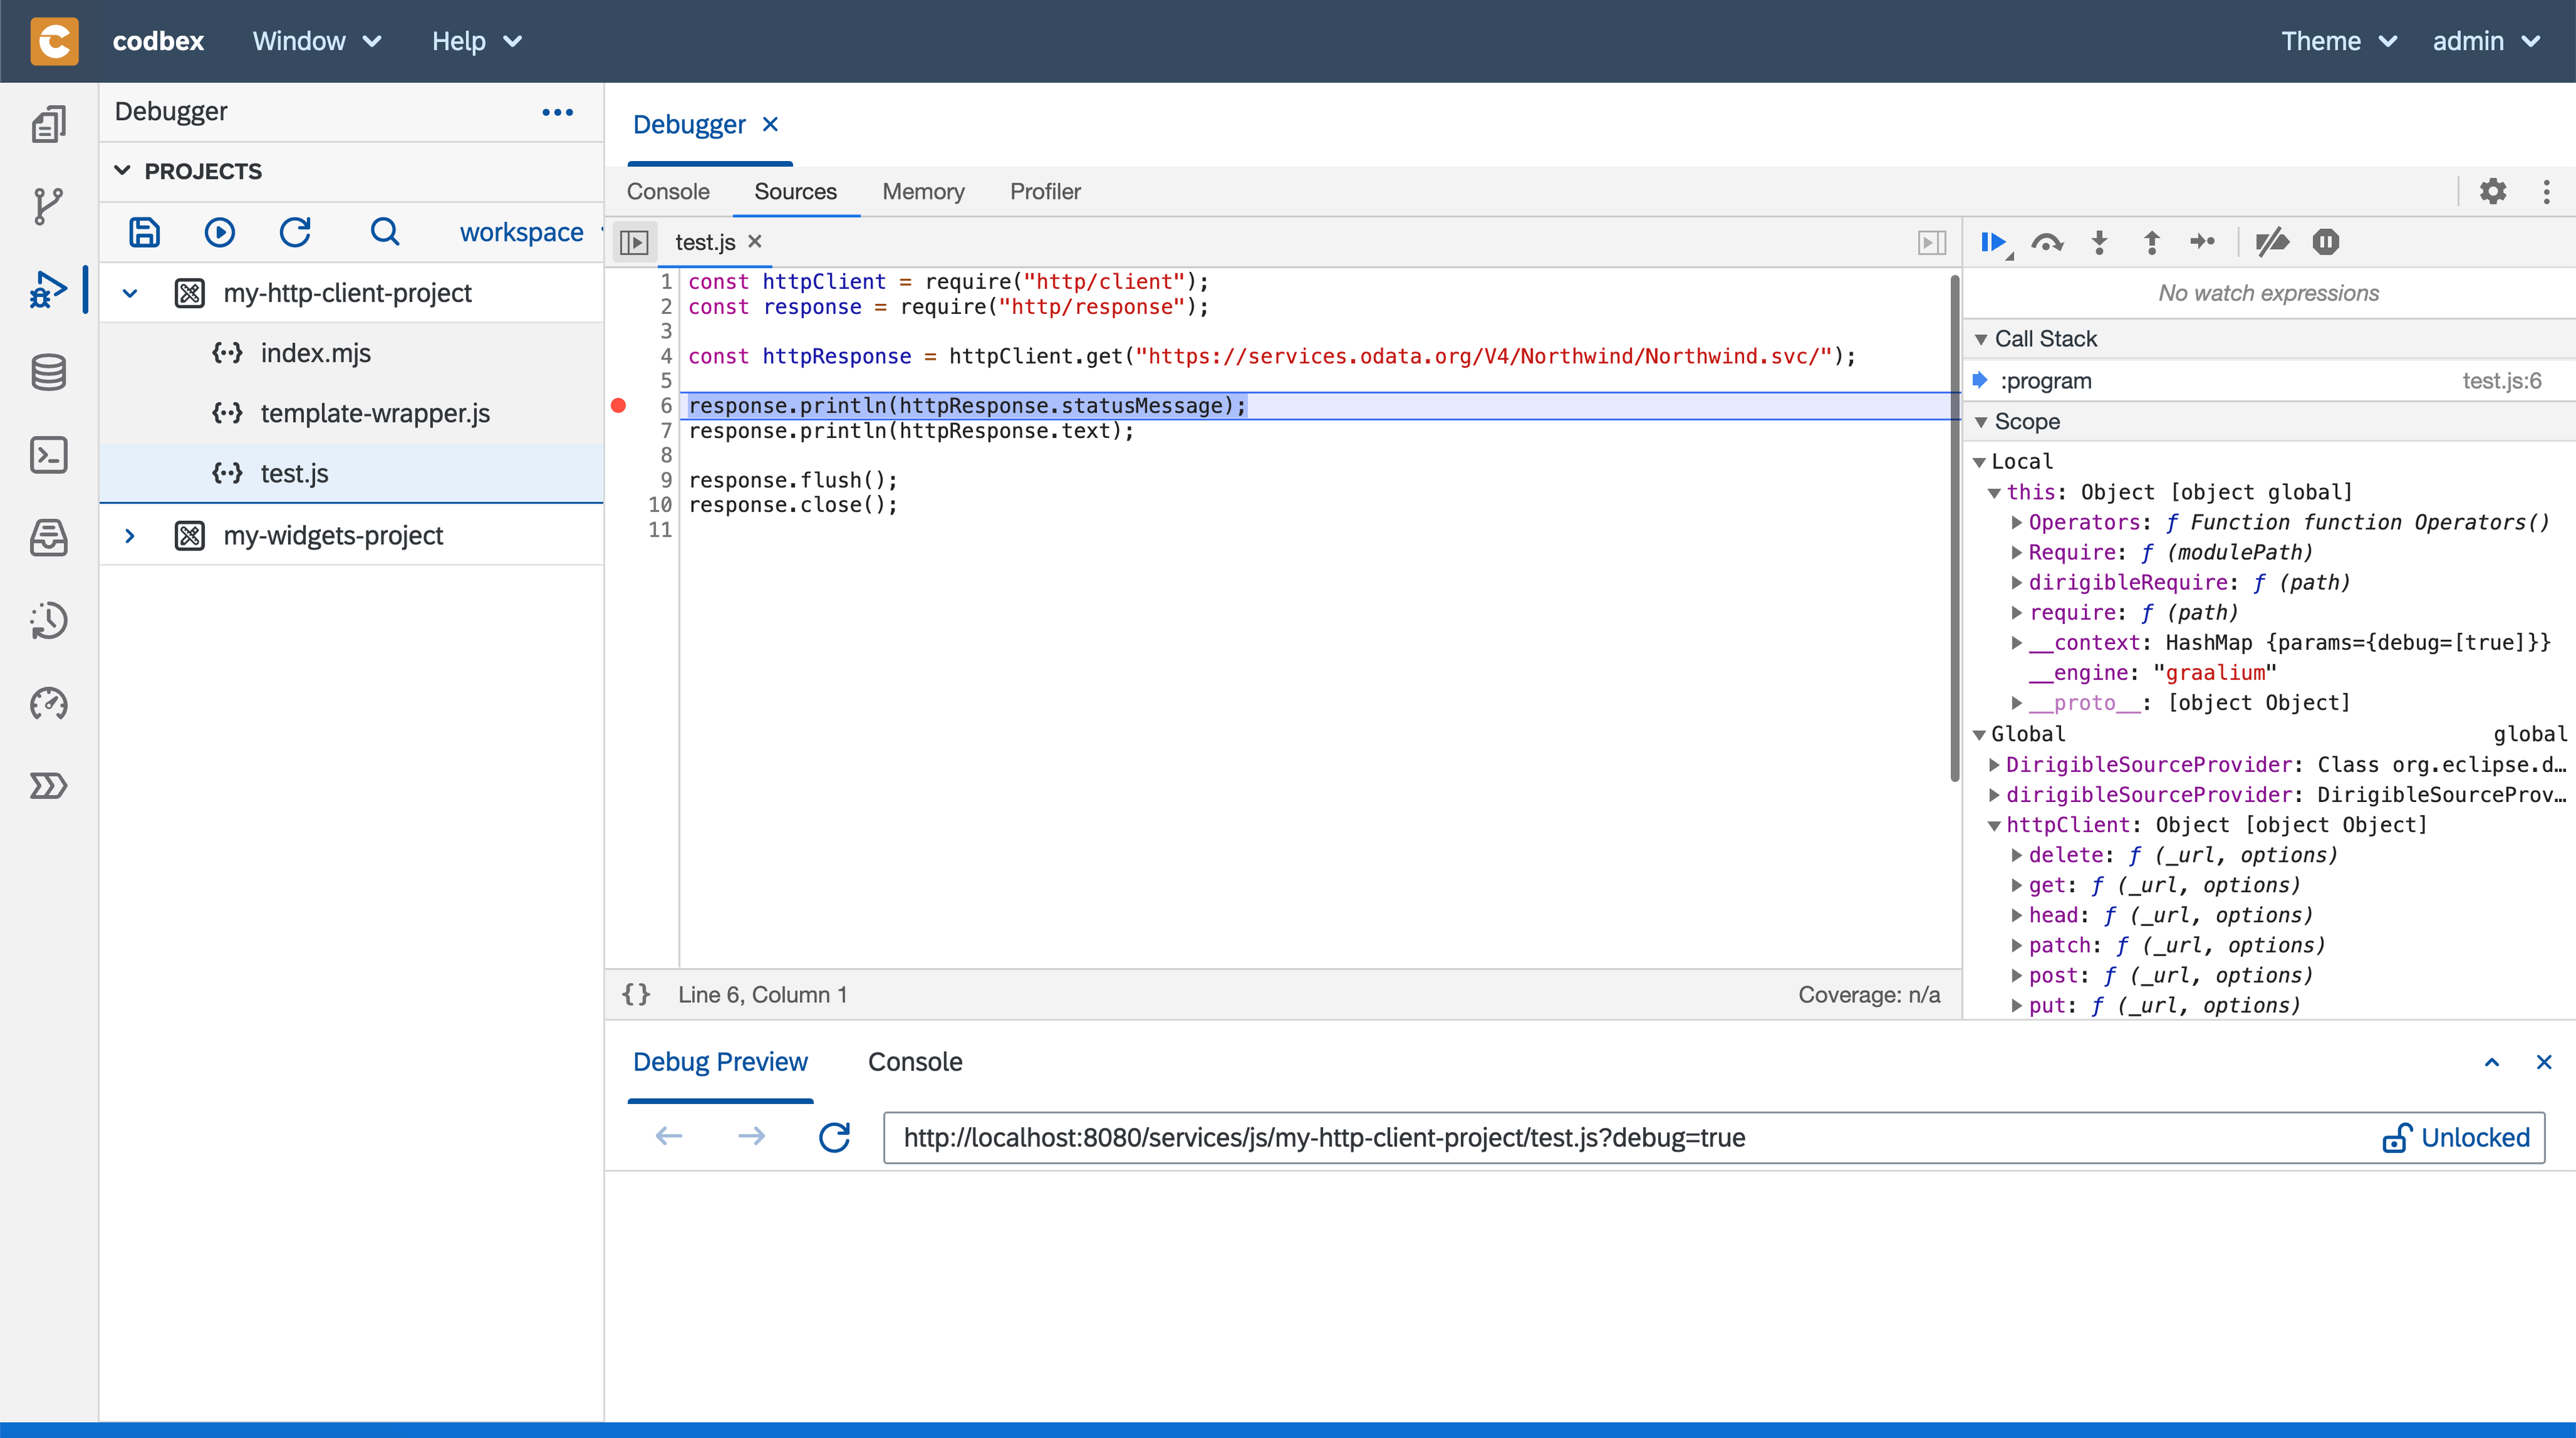 codbex Window Help Theme admin
Debugger
PROJECTS
workspace
my-http-client-project
index.mjs
template-wrapper.js
test.js
my-widgets-project
Debugger
Console Sources Memory Profiler
test.js
1 const httpClient = require("http/client");
2 const response = require("http/response");
3
4 const httpResponse = httpClient.get("https://services.odata.org/V4/Northwind/Northwind.svc/");
5
6 response.println(httpResponse.statusMessage);
7 response.println(httpResponse.text);
8
9 response.flush();
10 response.close();
11
{} Line 6, Column 1 Coverage: n/a
No watch expressions
Call Stack
:program test.js:6
Scope
Local
this: Object [object global]
Operators: ƒ Function function Operators()
Require: ƒ (modulePath)
dirigibleRequire: ƒ (path)
require: ƒ (path)
__context: HashMap {params={debug=[true]}}
__engine: "graalium"
__proto__: [object Object]
Global global
DirigibleSourceProvider: Class org.eclipse.d…
dirigibleSourceProvider: DirigibleSourceProv…
httpClient: Object [object Object]
delete: ƒ (_url, options)
get: ƒ (_url, options)
head: ƒ (_url, options)
patch: ƒ (_url, options)
post: ƒ (_url, options)
put: ƒ (_url, options)
Debug Preview Console
http://localhost:8080/services/js/my-http-client-project/test.js?debug=true Unlocked